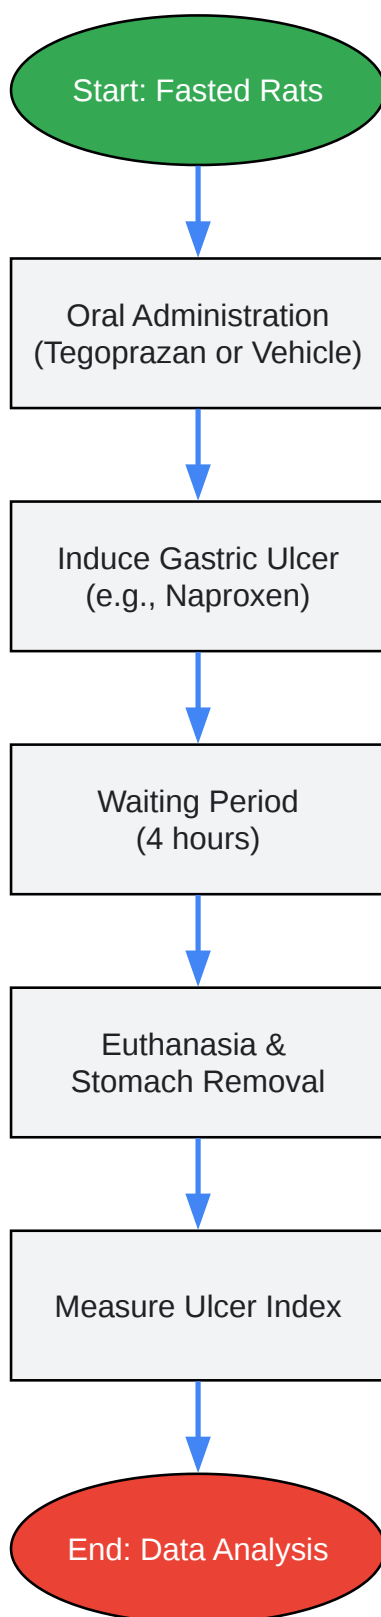 Start: Fasted Rats
Oral Administration
(Tegoprazan or Vehicle)
Induce Gastric Ulcer
(e.g., Naproxen)
Waiting Period
(4 hours)
Euthanasia &
Stomach Removal
Measure Ulcer Index
End: Data Analysis